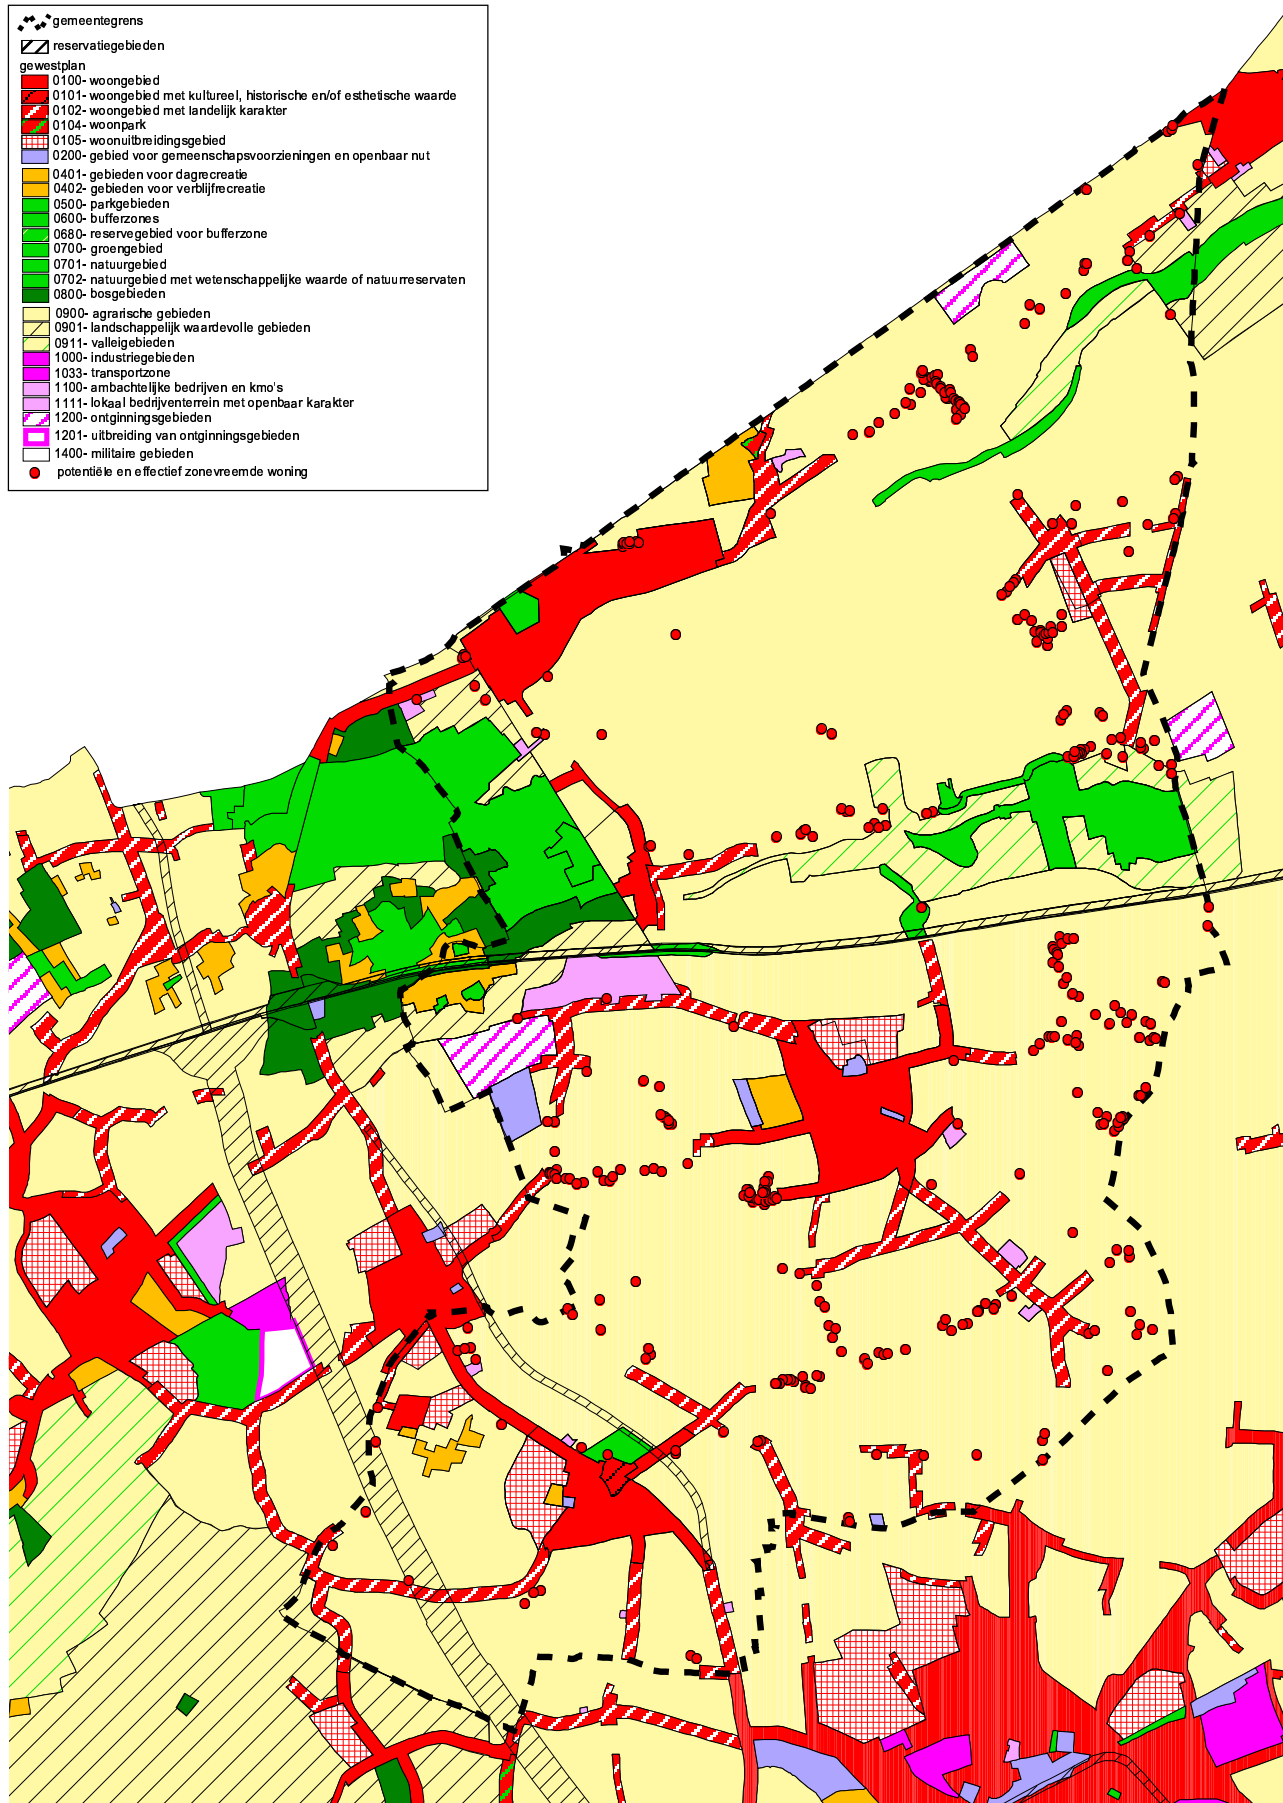 gemeentegrens
reservatiegebieden
gewestplan
0100- woongebied
0101- woongebied met kultureel, historische en/of esthetische waarde
0102- woongebied met landelijk karakter
0104- woonpark
0105- woonuitbreidingsgebied
0200- gebied voor gemeenschapsvoorzieningen en openbaar nut
0401- gebieden voor dagrecreatie
0402- gebieden voor verblijfrecreatie
0500- parkgebieden
0600- bufferzones
0680- reservegebied voor bufferzone
0700- groengebied
0701- natuurgebied
0702- natuurgebied met wetenschappelijke waarde of natuurreservaten
0800- bosgebieden
0900- agrarische gebieden
0901- landschappelijk waardevolle gebieden
0911- valleigebieden
1000- industriegebieden
1033- transportzone
1100- ambachtelijke bedrijven en kmo's
1111- lokaal bedrijventerrein met openbaar karakter
1200- ontginningsgebieden
1201- uitbreiding van ontginningsgebieden
1400- militaire gebieden
potentiële en effectief zonevreemde woning